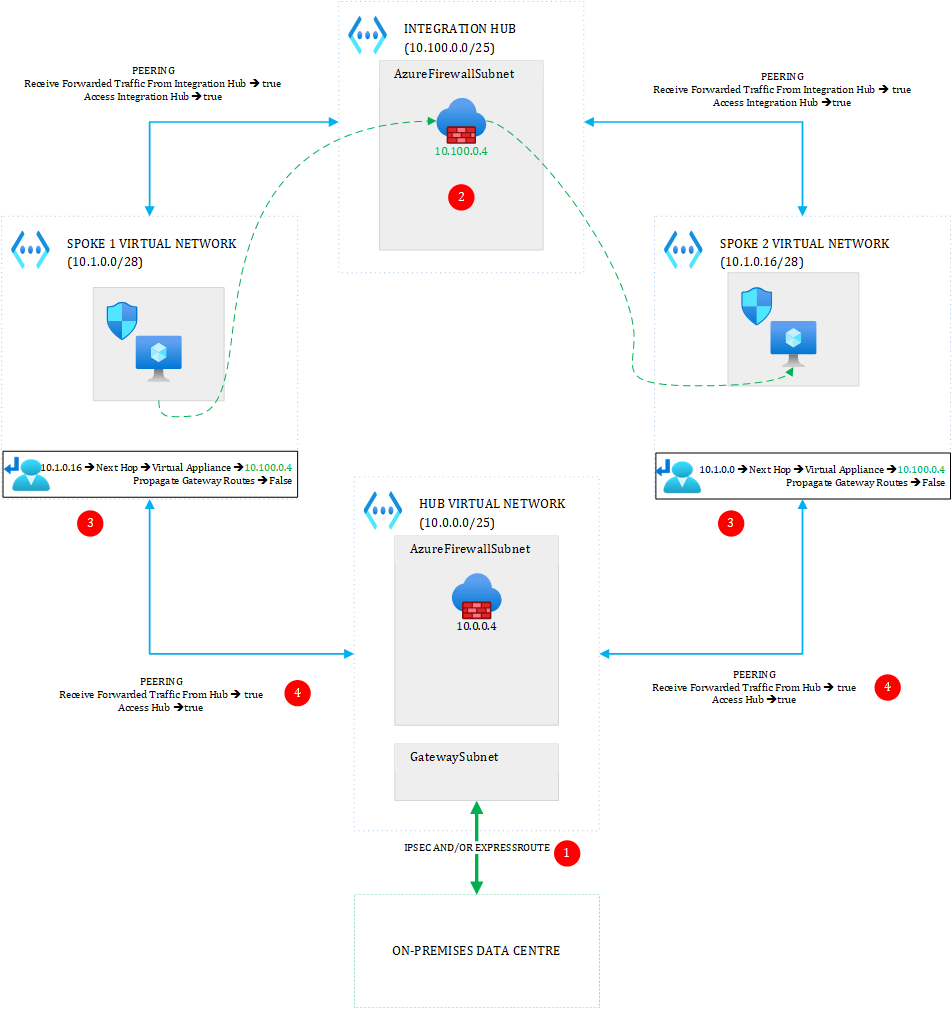 INTEGRATION HUB
(10.100.0.0/25)
AzureFirewallSubnet
10.100.0.4
2
PEERING
Receive Forwarded Traffic From Integration Hub → true
Access Integration Hub →true
PEERING
Receive Forwarded Traffic From Integration Hub → true
Access Integration Hub →true
SPOKE 1 VIRTUAL NETWORK
(10.1.0.0/28)
SPOKE 2 VIRTUAL NETWORK
(10.1.0.16/28)
10.1.0.16 →Next Hop →Virtual Appliance →10.100.0.4
Propagate Gateway Routes →False
3
10.1.0.0 →Next Hop →Virtual Appliance →10.100.0.4
Propagate Gateway Routes →False
3
HUB VIRTUAL NETWORK
(10.0.0.0/25)
AzureFirewallSubnet
10.0.0.4
PEERING
Receive Forwarded Traffic From Hub → true
Access Hub →true
4
PEERING
Receive Forwarded Traffic From Hub → true
Access Hub →true
4
GatewaySubnet
IPSEC AND/OR EXPRESSROUTE
1
ON-PREMISES DATA CENTRE